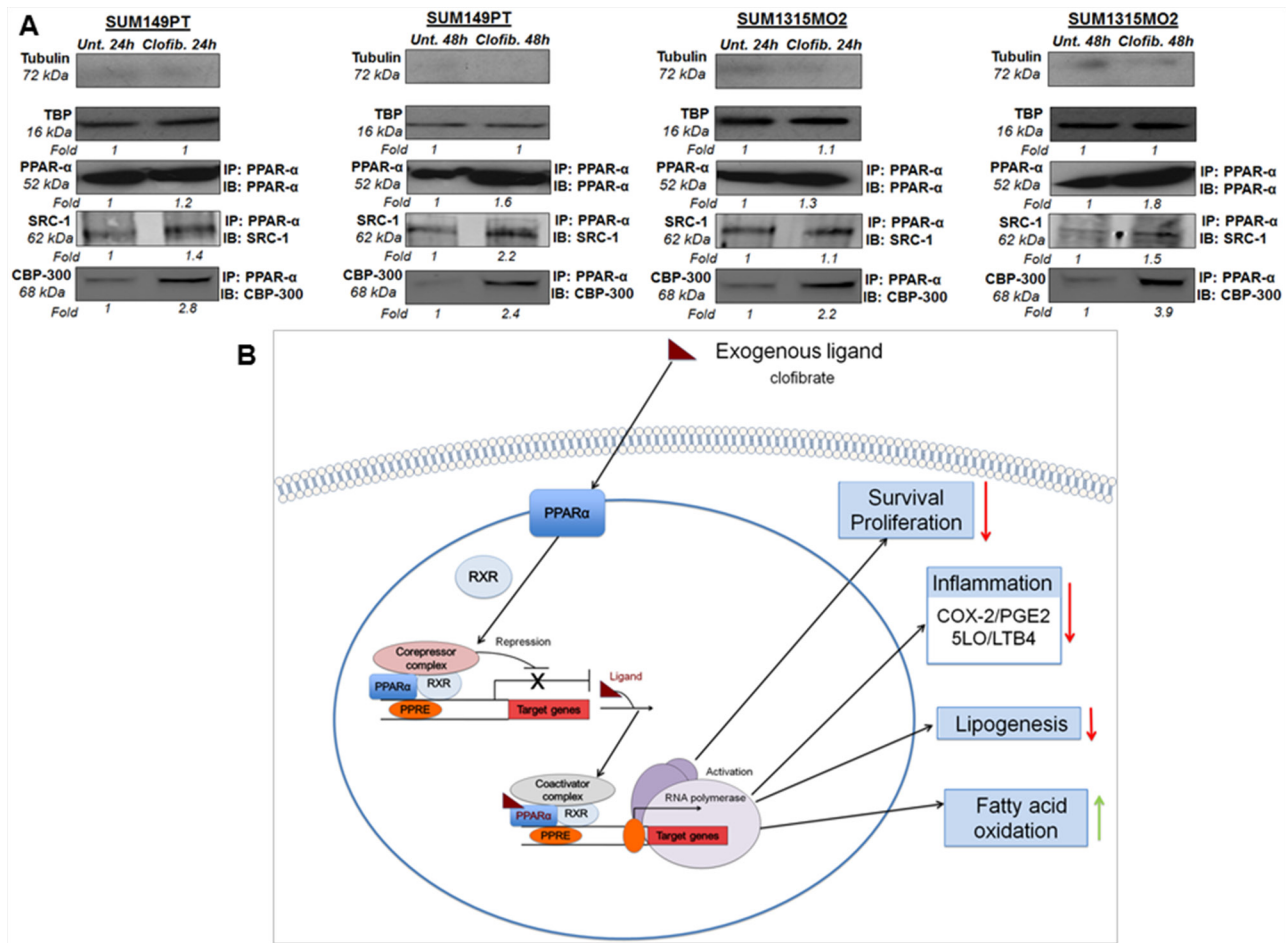 A
SUM149PT
Unt. 24h Clofib. 24h
Tubulin
72 kDa
TBP
16 kDa
Fold 1 1
PPAR-α
52 kDa
IP: PPAR-α
IB: PPAR-α
Fold 1 1.2
SRC-1
62 kDa
IP: PPAR-α
IB: SRC-1
Fold 1 1.4
CBP-300
68 kDa
IP: PPAR-α
IB: CBP-300
Fold 1 2.8
SUM149PT
Unt. 48h Clofib. 48h
Tubulin
72 kDa
TBP
16 kDa
Fold 1 1
PPAR-α
52 kDa
IP: PPAR-α
IB: PPAR-α
Fold 1 1.6
SRC-1
62 kDa
IP: PPAR-α
IB: SRC-1
Fold 1 2.2
CBP-300
68 kDa
IP: PPAR-α
IB: CBP-300
Fold 1 2.4
SUM1315MO2
Unt. 24h Clofib. 24h
Tubulin
72 kDa
TBP
16 kDa
Fold 1 1.1
PPAR-α
52 kDa
IP: PPAR-α
IB: PPAR-α
Fold 1 1.3
SRC-1
62 kDa
IP: PPAR-α
IB: SRC-1
Fold 1 1.1
CBP-300
68 kDa
IP: PPAR-α
IB: CBP-300
Fold 1 2.2
SUM1315MO2
Unt. 48h Clofib. 48h
Tubulin
72 kDa
TBP
16 kDa
Fold 1 1
PPAR-α
52 kDa
IP: PPAR-α
IB: PPAR-α
Fold 1 1.8
SRC-1
62 kDa
IP: PPAR-α
IB: SRC-1
Fold 1 1.5
CBP-300
68 kDa
IP: PPAR-α
IB: CBP-300
Fold 1 3.9
B
Exogenous ligand
clofibrate
PPARα
RXR
Corepressor
complex
Repression
PPARα
RXR
PPRE
X
Target genes
Ligand
Coactivator
complex
PPARα
RXR
PPRE
Activation
RNA polymerase
Target genes
Survival
Proliferation
Inflammation
COX-2/PGE2
5LO/LTB4
Lipogenesis
Fatty acid
oxidation